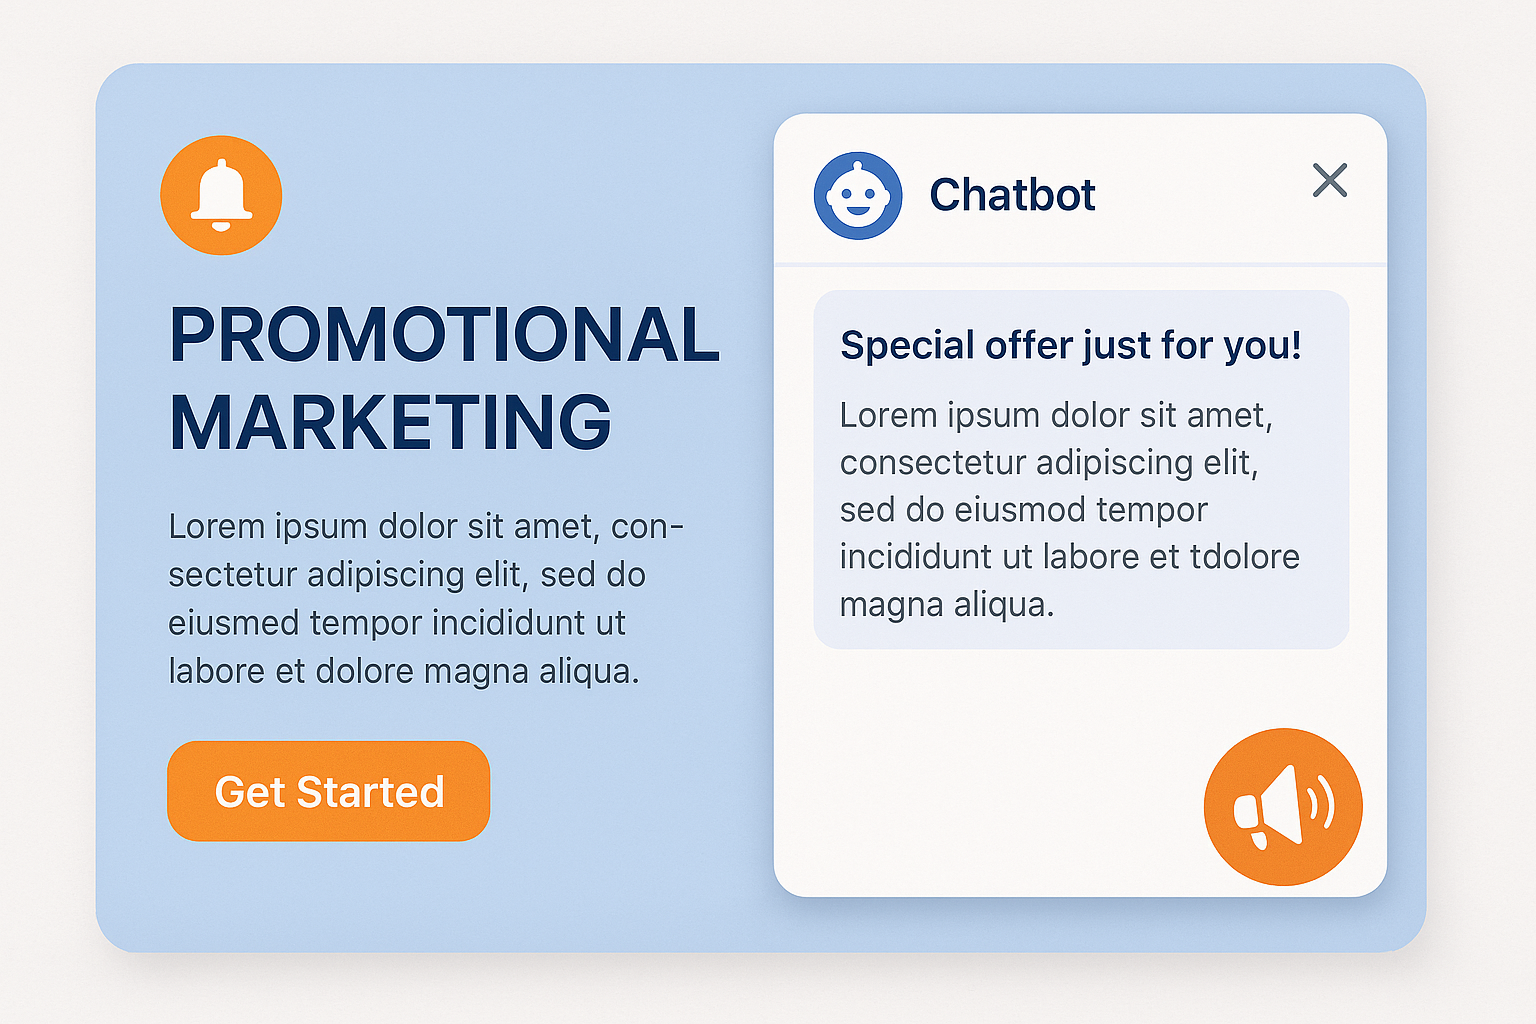 PROMOTIONAL
MARKETING
Lorem ipsum dolor sit amet, con-
sectetur adipiscing elit, sed do
eiusmed tempor incididunt ut
labore et dolore magna aliqua.
Get Started
Chatbot
Special offer just for you!
Lorem ipsum dolor sit amet,
consectetur adipiscing elit,
sed do eiusmod tempor
incididunt ut labore et tdolore
magna aliqua.